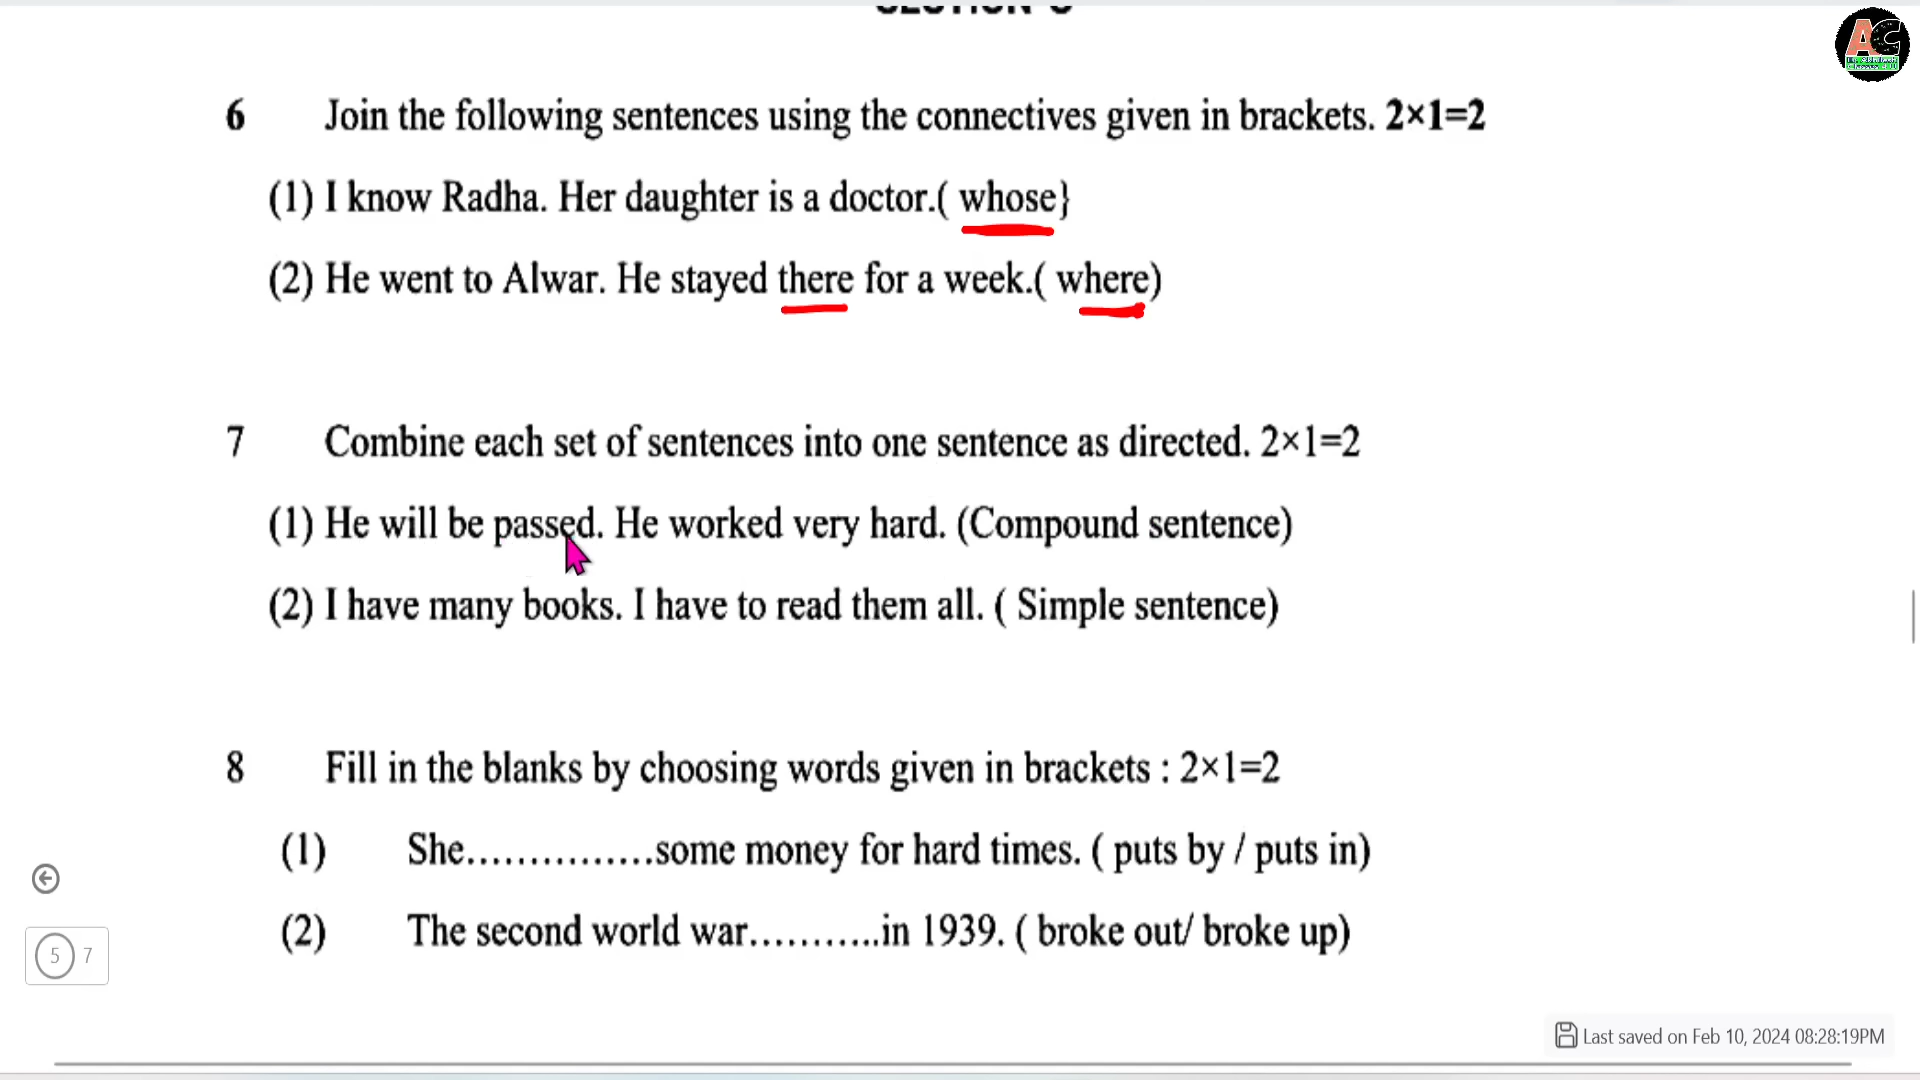 SECTION C
AC
6 Join the following sentences using the connectives given in brackets. 2×1=2
(1) I know Radha. Her daughter is a doctor.( whose}
(2) He went to Alwar. He stayed there for a week.( where)
7 Combine each set of sentences into one sentence as directed. 2×1=2
(1) He will be passed. He worked very hard. (Compound sentence)
(2) I have many books. I have to read them all. ( Simple sentence)
8 Fill in the blanks by choosing words given in brackets : 2×1=2
(1) She...............some money for hard times. ( puts by / puts in)
(2) The second world war...........in 1939. ( broke out/ broke up)
5 7
Last saved on Feb 10, 2024 08:28:19PM